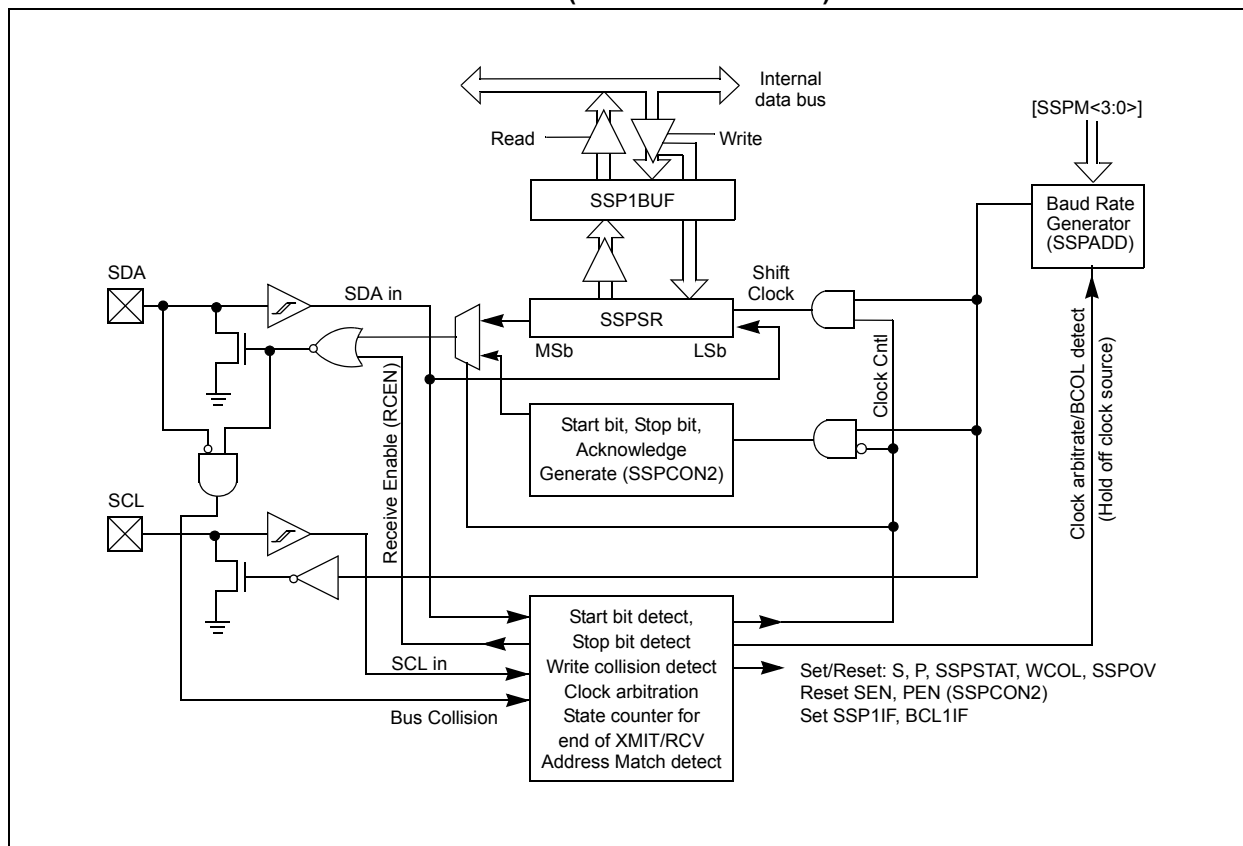 Internal
data bus
[SSPM<3:0>]
Read
Write
SSP1BUF
Baud Rate
Generator
(SSPADD)
SDA
SDA in
Shift
Clock
SSPSR
MSb
LSb
Start bit, Stop bit,
Acknowledge
Generate (SSPCON2)
Clock Cntl
Receive Enable (RCEN)
Clock arbitrate/BCOL detect
(Hold off clock source)
SCL
SCL in
Bus Collision
Start bit detect,
Stop bit detect
Write collision detect
Clock arbitration
State counter for
end of XMIT/RCV
Address Match detect
Set/Reset: S, P, SSPSTAT, WCOL, SSPOV
Reset SEN, PEN (SSPCON2)
Set SSP1IF, BCL1IF